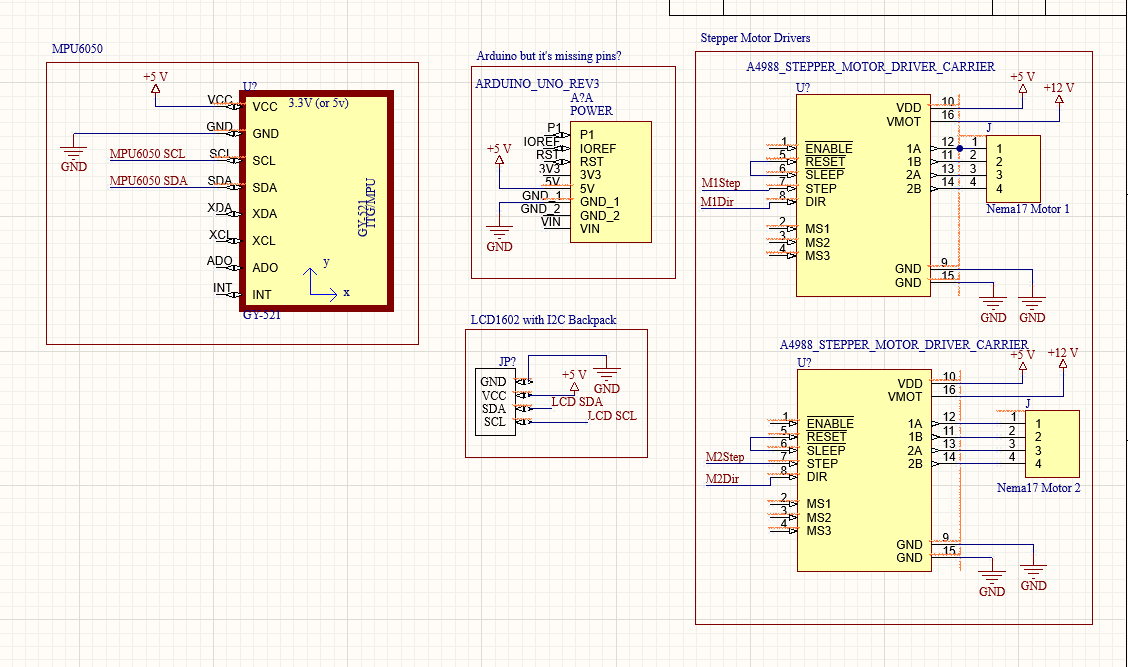 MPU6050
+5 V
U?
3.3V (or 5v)
VCC VCC
GND GND
GND
MPU6050 SCL SCL SCL
MPU6050 SDA SDA SDA
XDA XDA
XCL XCL
ADO ADO
INT INT
GY-521
ITG/MPU
y
x
GY-521
Arduino but it's missing pins?
ARDUINO_UNO_REV3
A?A
POWER
P1 P1
IOREF IOREF
RST RST
3V3 3V3
+5 V
5V 5V
GND_1 GND_1
GND_2 GND_2
VIN VIN
GND
LCD1602 with I2C Backpack
JP?
GND
VCC
SDA
SCL
+5 V
GND
LCD SDA
LCD SCL
Stepper Motor Drivers
A4988_STEPPER_MOTOR_DRIVER_CARRIER
U?
+5 V
+12 V
VDD 10
VMOT 16
J
1 ENABLE
5 RESET
6 SLEEP
M1Step 7 STEP
M1Dir 8 DIR
2 MS1
3 MS2
4 MS3
1A 12 1 1
1B 11 2 2
2A 13 3 3
2B 14 4 4
Nema17 Motor 1
GND 9
GND 15
GND GND
A4988_STEPPER_MOTOR_DRIVER_CARRIER
U?
+5 V
+12 V
VDD 10
VMOT 16
J
1 ENABLE
5 RESET
6 SLEEP
M2Step 7 STEP
M2Dir 8 DIR
2 MS1
3 MS2
4 MS3
1A 12 1 1
1B 11 2 2
2A 13 3 3
2B 14 4 4
Nema17 Motor 2
GND 9
GND 15
GND GND